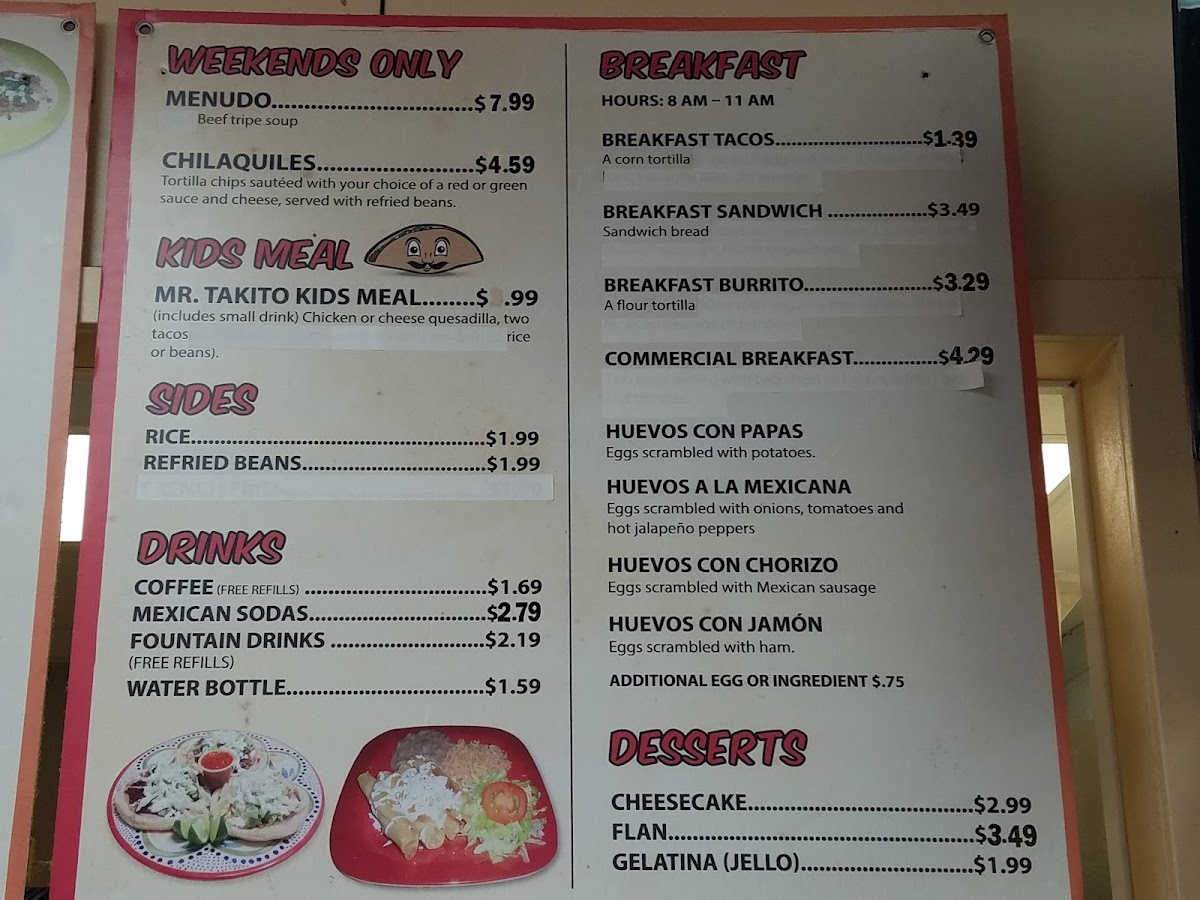 WEEKENDS ONLY
MENUDO..............................$7.99
Beef tripe soup
CHILAQUILES........................$4.59
Tortilla chips sautéed with your choice of a red or green
sauce and cheese, served with refried beans.
KIDS MEAL
MR. TAKITO KIDS MEAL........$ .99
(includes small drink) Chicken or cheese quesadilla, two
tacos rice
or beans).
SIDES
RICE.............................................$1.99
REFRIED BEANS............................$1.99
DRINKS
COFFEE (FREE REFILLS) ............................$1.69
MEXICAN SODAS...........................$2.79
FOUNTAIN DRINKS .......................$2.19
(FREE REFILLS)
WATER BOTTLE..............................$1.59
BREAKFAST
HOURS: 8 AM – 11 AM
BREAKFAST TACOS.........................$1.39
A corn tortilla
BREAKFAST SANDWICH .................$3.49
Sandwich bread
BREAKFAST BURRITO......................$3.29
A flour tortilla
COMMERCIAL BREAKFAST..............$4.29
HUEVOS CON PAPAS
Eggs scrambled with potatoes.
HUEVOS A LA MEXICANA
Eggs scrambled with onions, tomatoes and
hot jalapeño peppers
HUEVOS CON CHORIZO
Eggs scrambled with Mexican sausage
HUEVOS CON JAMÓN
Eggs scrambled with ham.
ADDITIONAL EGG OR INGREDIENT $.75
DESSERTS
CHEESECAKE..................................$2.99
FLAN..............................................$3.49
GELATINA (JELLO)..........................$1.99